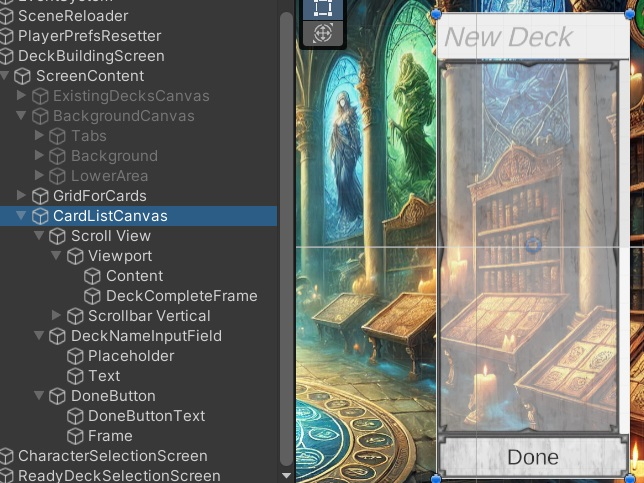 EventSystem
SceneReloader
PlayerPrefsResetter
DeckBuildingScreen
ScreenContent
ExistingDecksCanvas
BackgroundCanvas
Tabs
Background
LowerArea
GridForCards
CardListCanvas
Scroll View
Viewport
Content
DeckCompleteFrame
Scrollbar Vertical
DeckNameInputField
Placeholder
Text
DoneButton
DoneButtonText
Frame
CharacterSelectionScreen
ReadyDeckSelectionScreen
New Deck
Done